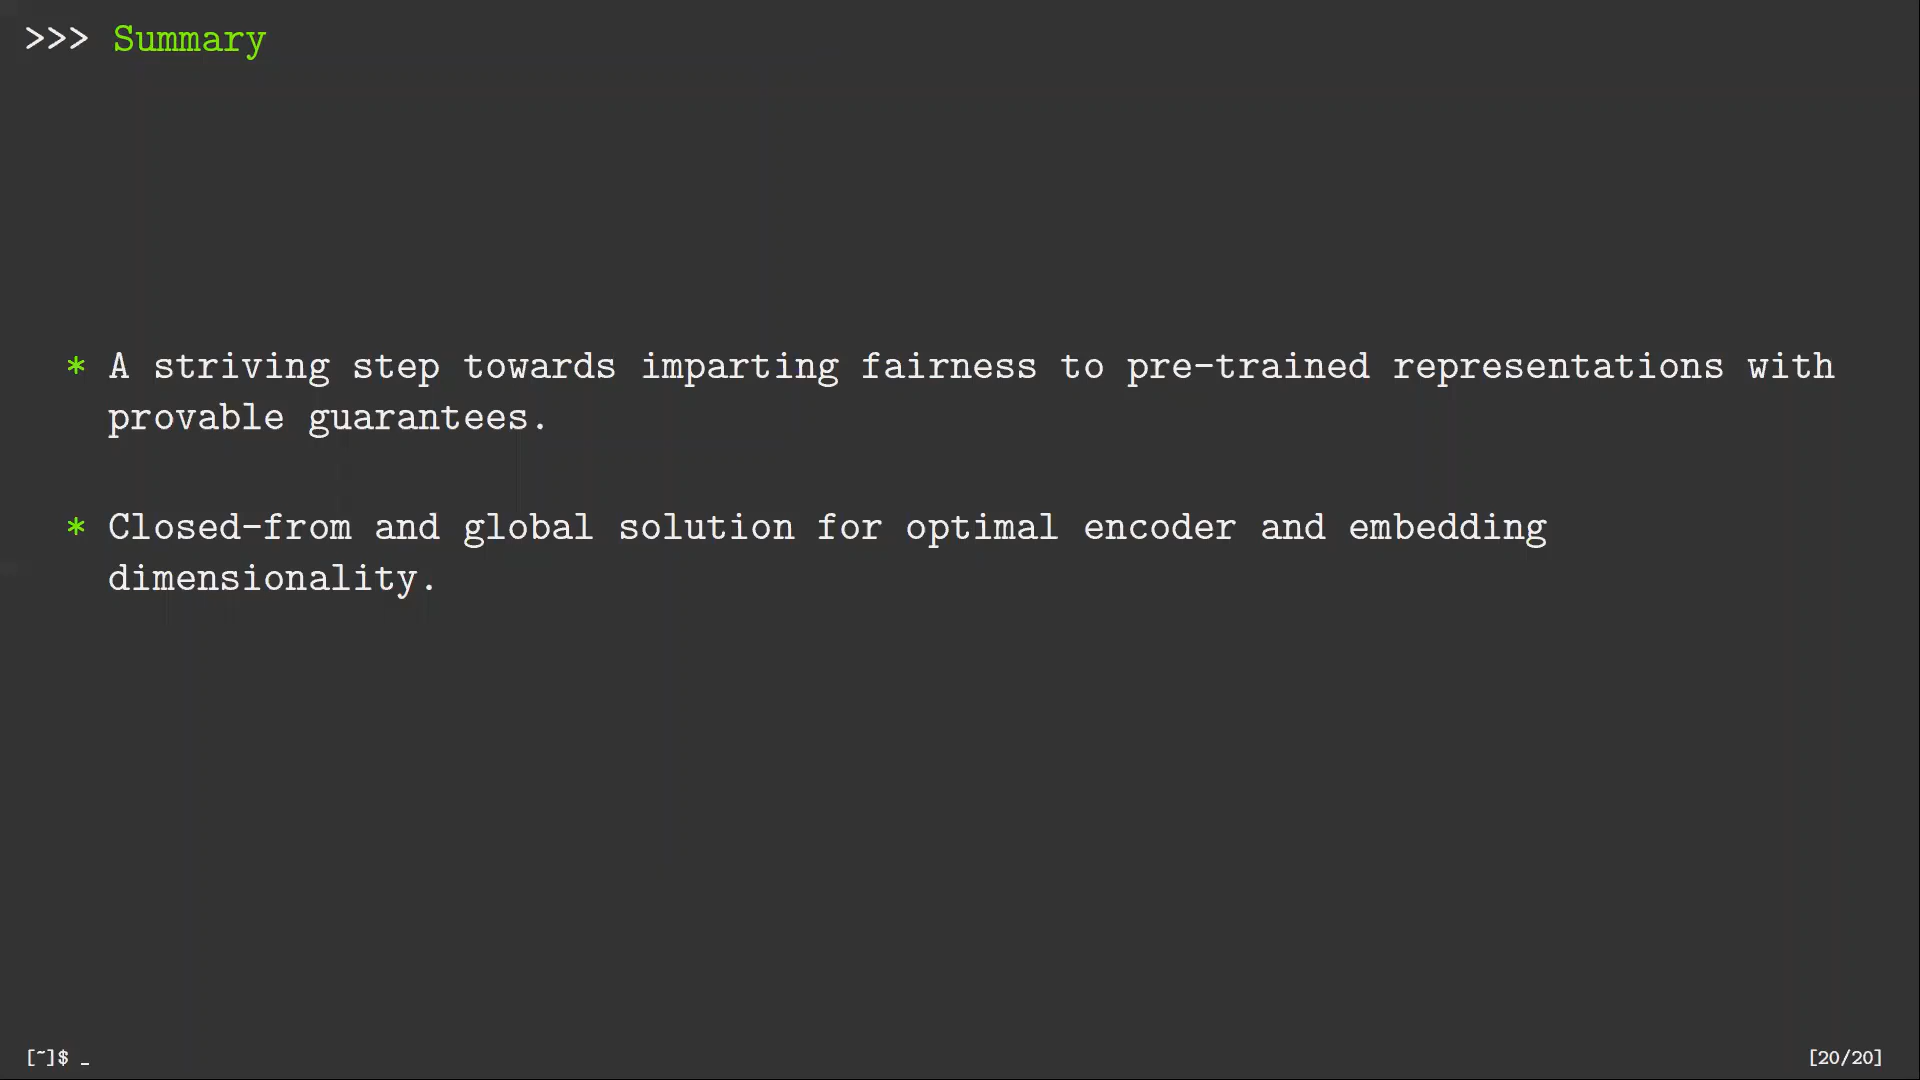 >>> Summary
* A striving step towards imparting fairness to pre-trained representations with
provable guarantees.
* Closed-from and global solution for optimal encoder and embedding
dimensionality.
[~]$ _
[20/20]